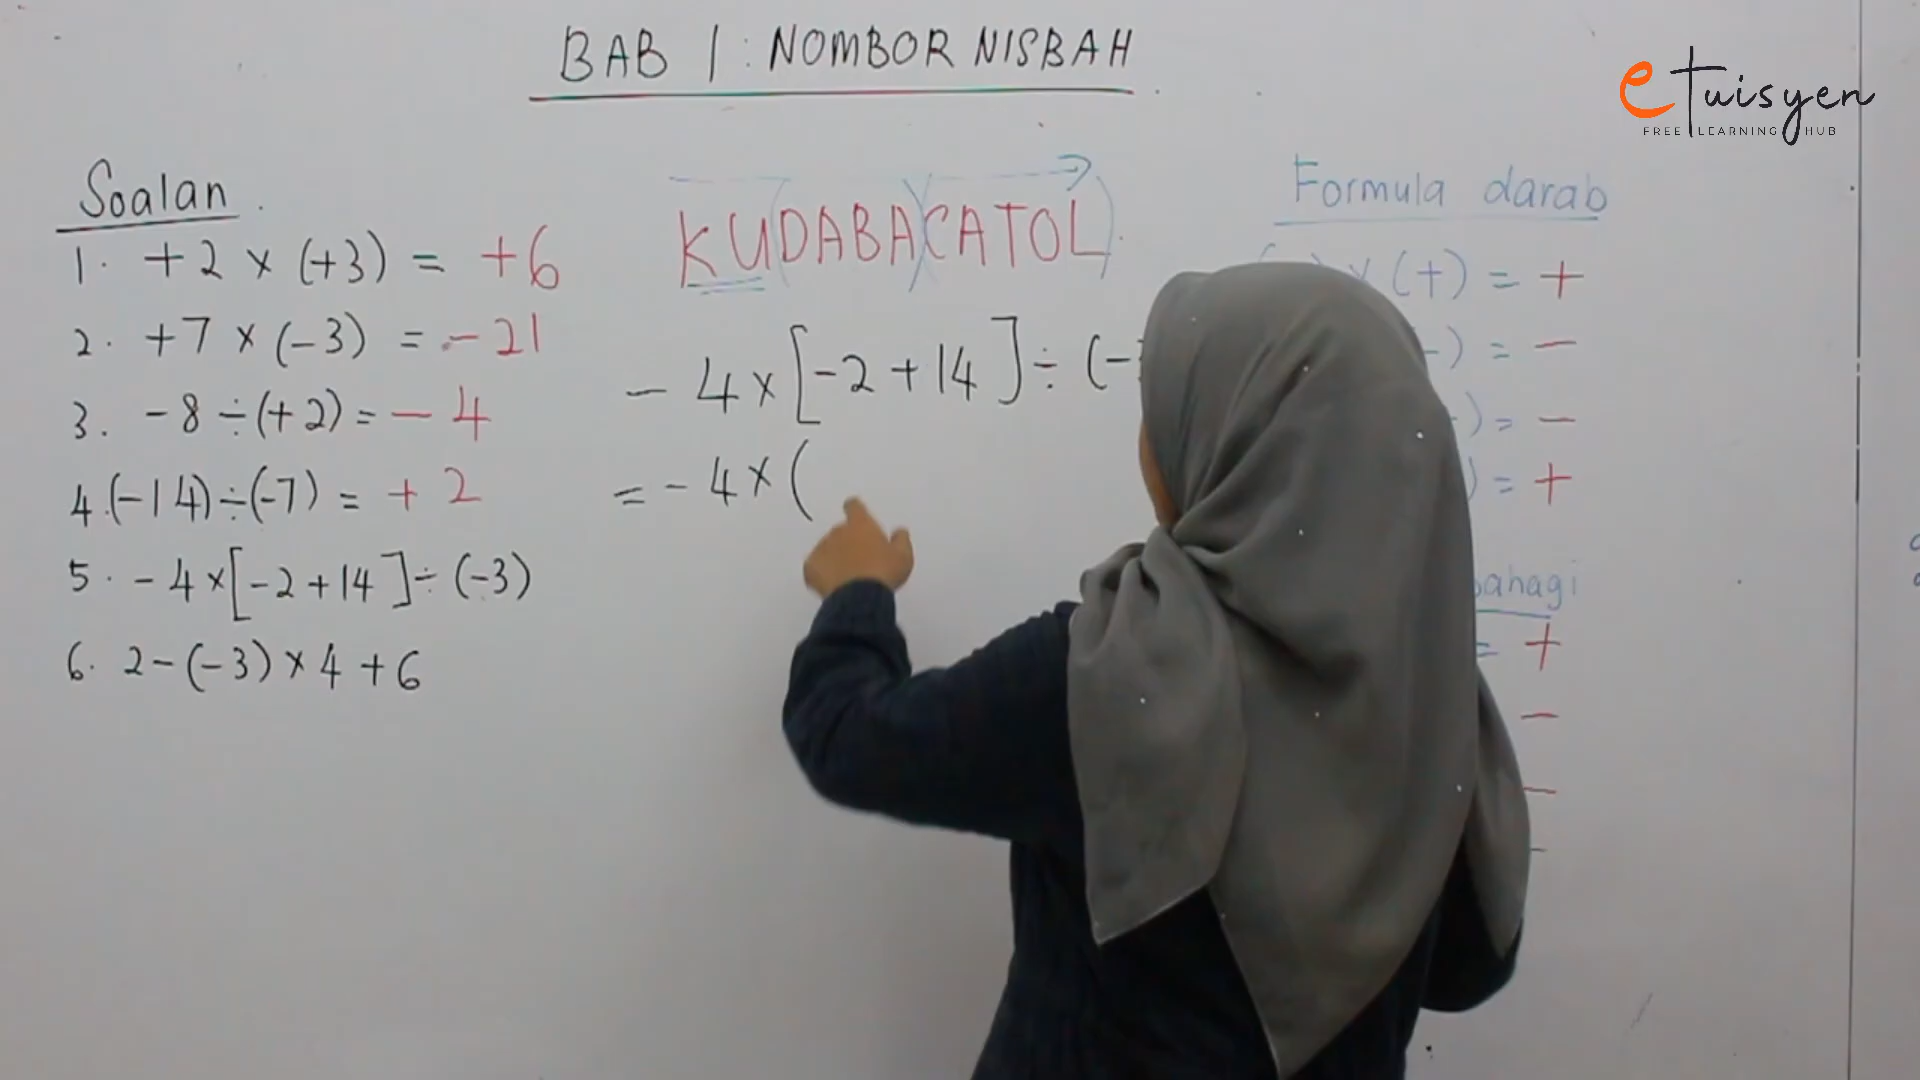 BAB 1 : NOMBOR NISBAH
eTuisyen
FREE LEARNING HUB
Soalan
1. +2 × (+3) = +6
2. +7 × (-3) = -21
3. -8 ÷ (+2) = -4
4. (-14) ÷ (-7) = +2
5. -4 × [-2 + 14] ÷ (-3)
6. 2 - (-3) × 4 + 6
KUDABACATOL
-4 × [-2 + 14] ÷ (-
= -4 × (
Formula darab
× (+) = +
-) = -
) = -
) = +
bahagi
= +
-
-